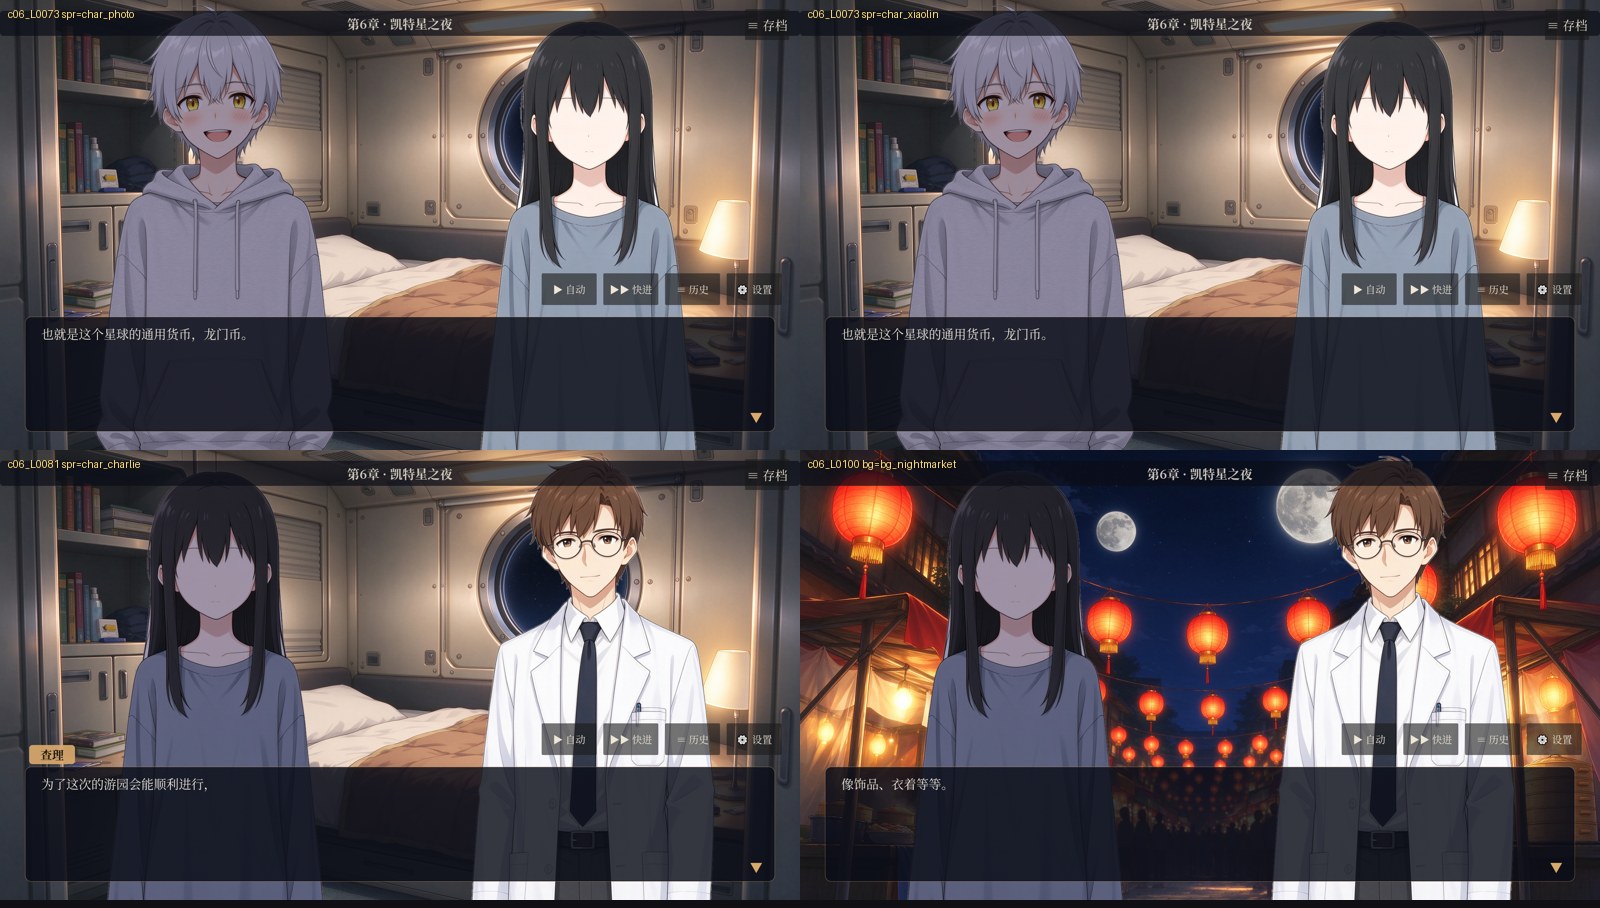 c06_L0073 spr=char_photo
第6章 · 凯特星之夜
≡ 存档
▶ 自动
▶▶ 快进
≡ 历史
设置
也就是这个星球的通用货币，龙门币。
▼
c06_L0073 spr=char_xiaolin
第6章 · 凯特星之夜
≡ 存档
▶ 自动
▶▶ 快进
≡ 历史
设置
也就是这个星球的通用货币，龙门币。
▼
c06_L0081 spr=char_charlie
第6章 · 凯特星之夜
≡ 存档
▶ 自动
▶▶ 快进
≡ 历史
设置
查理
为了这次的游园会能顺利进行，
▼
c06_L0100 bg=bg_nightmarket
第6章 · 凯特星之夜
≡ 存档
▶ 自动
▶▶ 快进
≡ 历史
设置
像饰品、衣着等等。
▼